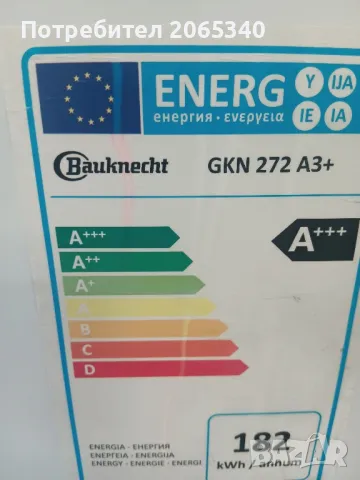 Потребител 2065340
ENERG Y IJA
енергия · ενεργεια IE IA
Bauknecht GKN 272 A3+
A+++ A+++
A++
A+
A
B
C
D
ENERGIA · ЕНЕРГИЯ
ΕΝΕΡΓΕΙΑ · ENERGIJA
ENERGY · ENERGIE · ENERGI
182
kWh / annum
bazar